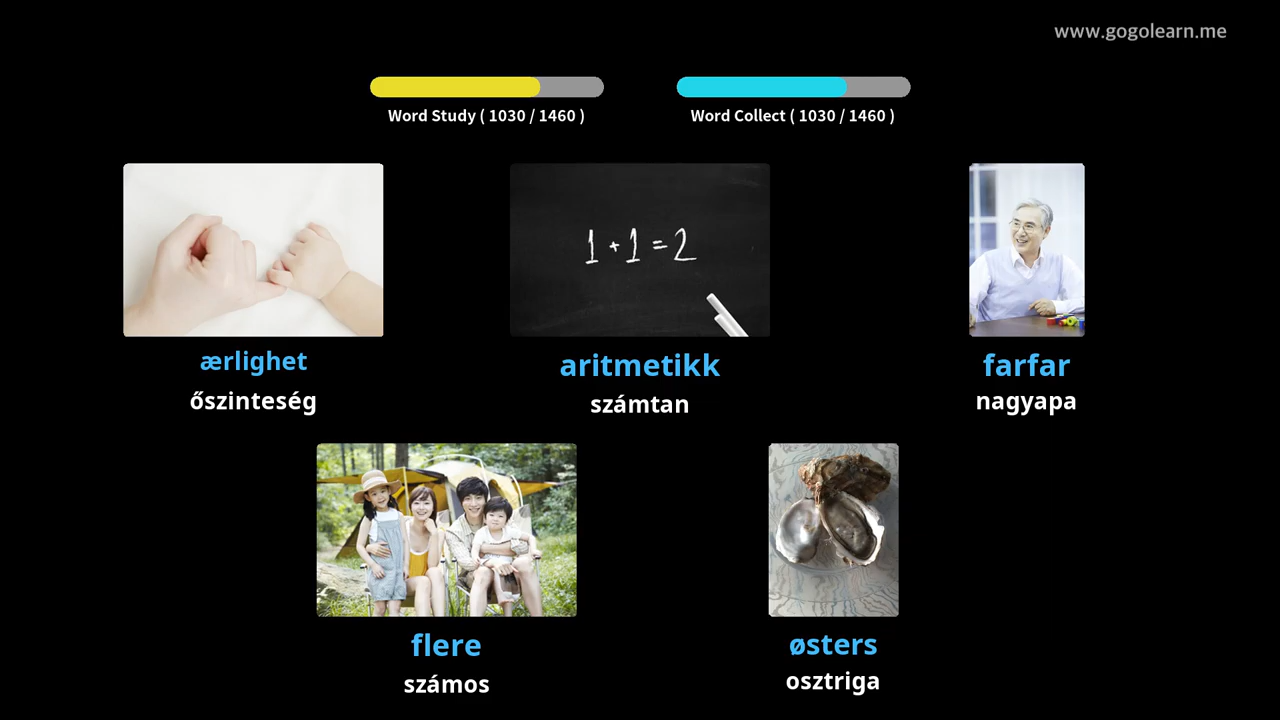 www.gogolearn.me
Word Study ( 1030 / 1460 )
Word Collect ( 1030 / 1460 )
1 + 1 = 2
ærlighet
őszinteség
aritmetikk
számtan
farfar
nagyapa
flere
számos
østers
osztriga